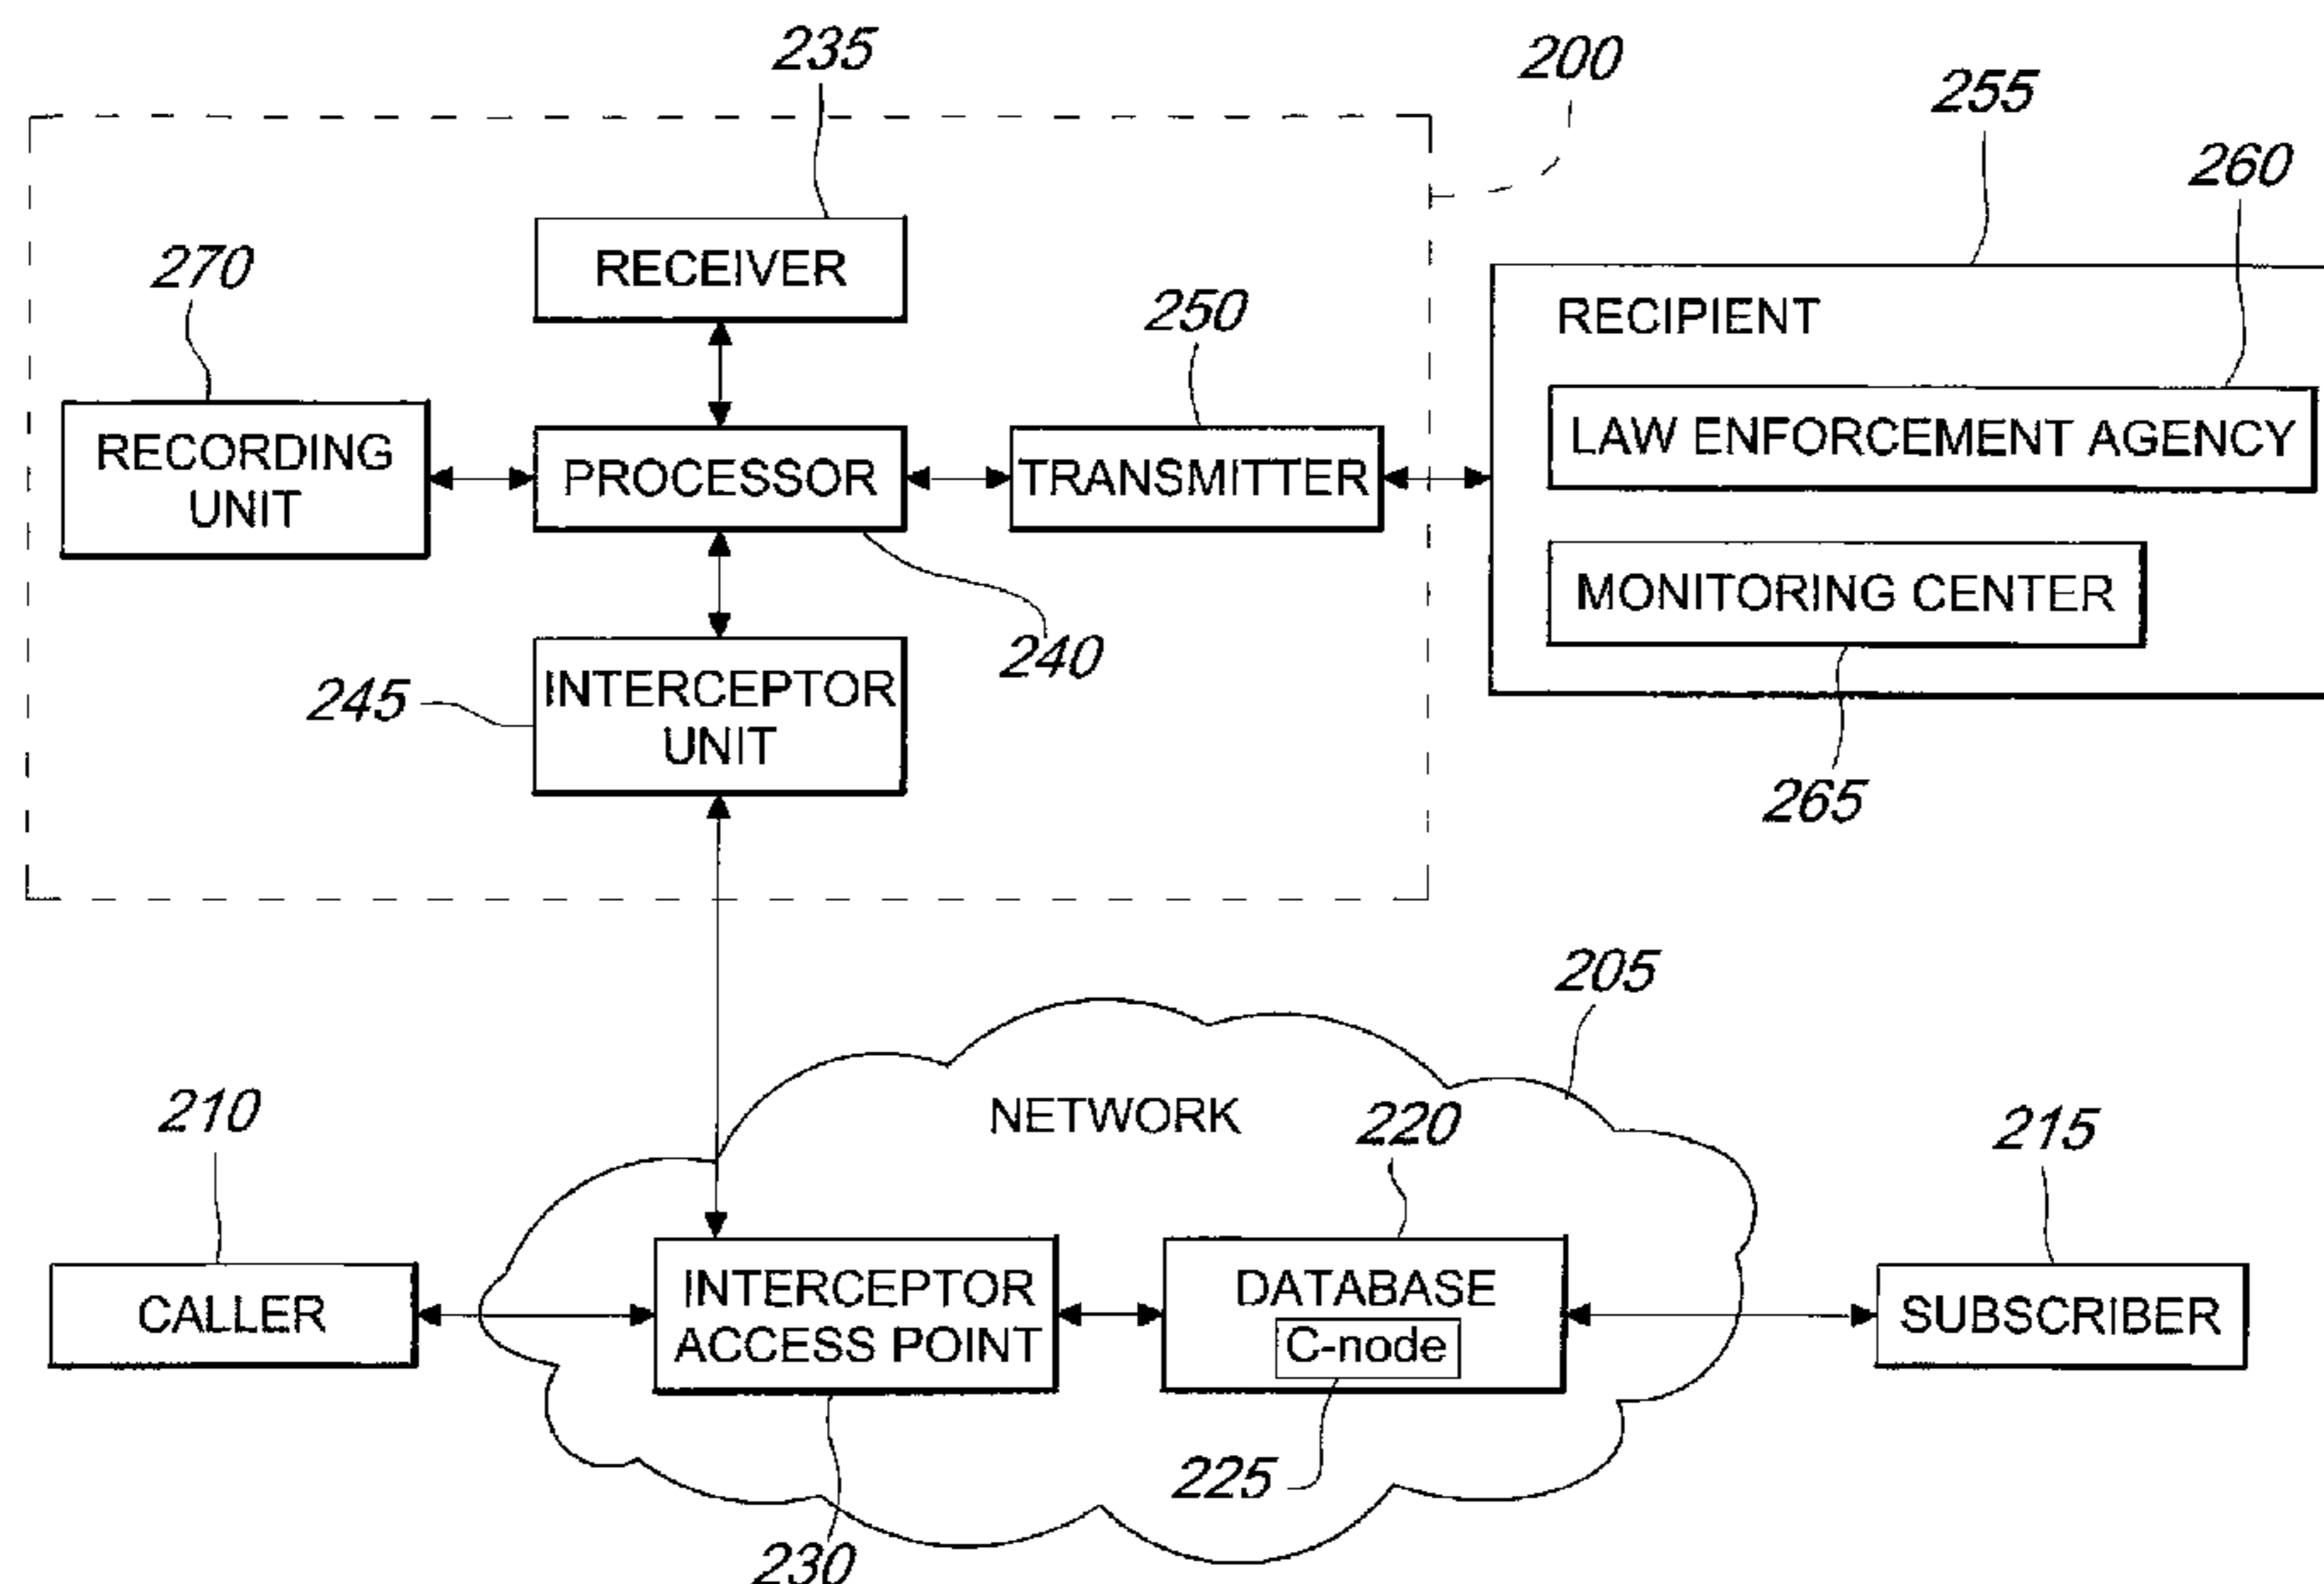 235
200
255
260
270
RECEIVER
250
RECIPIENT
RECORDING
UNIT
PROCESSOR
TRANSMITTER
LAW ENFORCEMENT AGENCY
MONITORING CENTER
240
245
INTERCEPTOR
UNIT
265
205
210
NETWORK
220
215
CALLER
INTERCEPTOR
ACCESS POINT
DATABASE
C-node
SUBSCRIBER
225
230